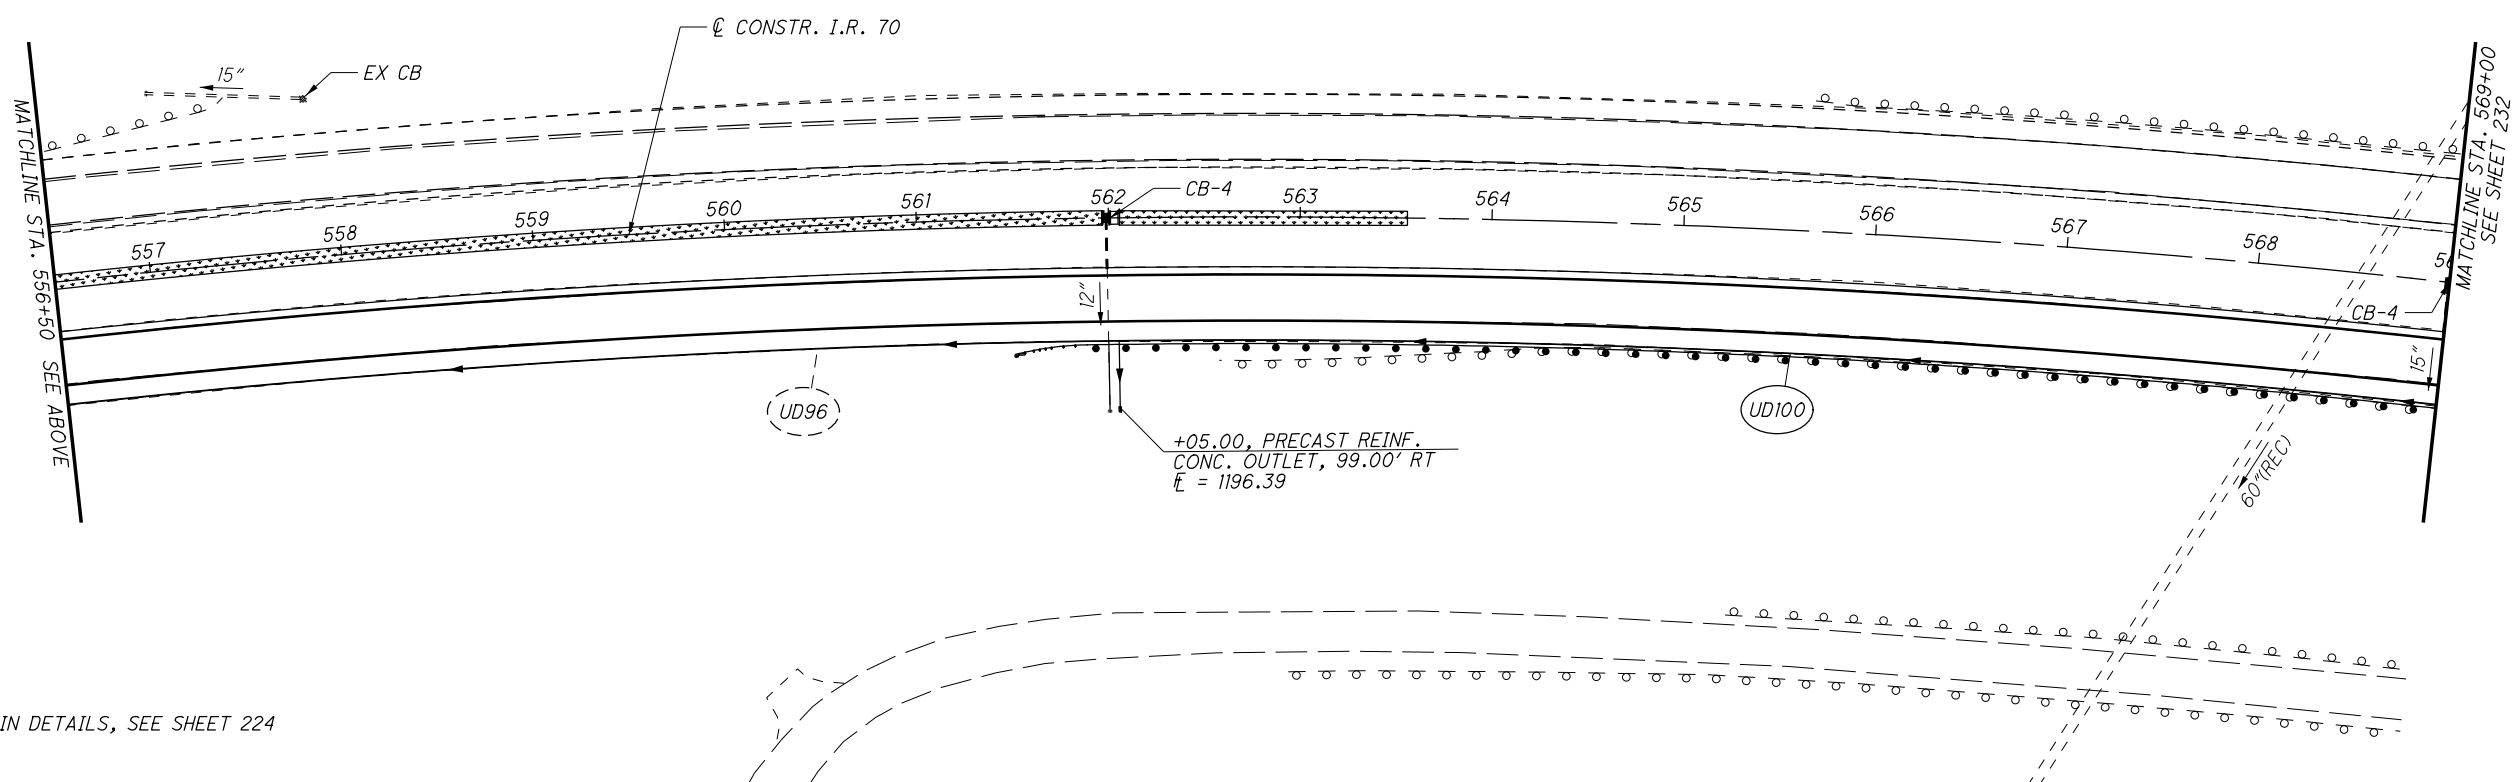 ℄ CONSTR. I.R. 70
15"
EX CB
MATCHLINE STA. 556+50 SEE ABOVE
557
558
559
560
561
562
CB-4
563
564
565
566
567
568
MATCHLINE STA. 569+00
SEE SHEET 232
CB-4
12"
15"
UD96
UD100
+05.00, PRECAST REINF.
CONC. OUTLET, 99.00' RT
= 1196.39
60"(REC)
IN DETAILS, SEE SHEET 224